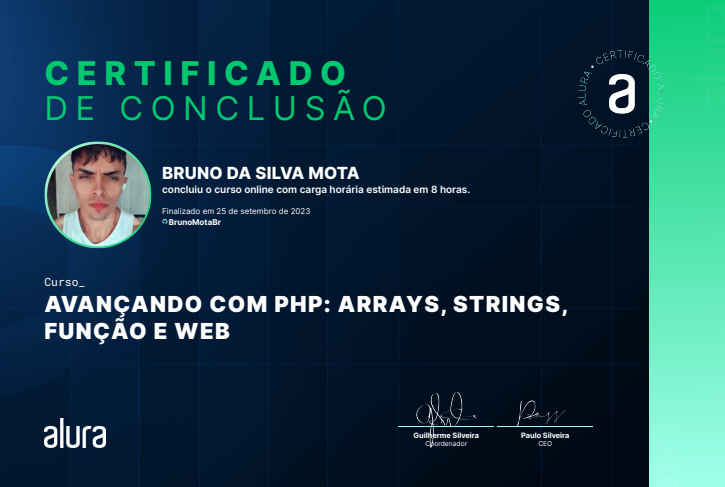 CERTIFICADO
DE CONCLUSÃO
CERTIFICADO ALURA • CERTIFICADO ALURA •
a
BRUNO DA SILVA MOTA
concluiu o curso online com carga horária estimada em 8 horas.
Finalizado em 25 de setembro de 2023
BrunoMotaBr
Curso_
AVANÇANDO COM PHP: ARRAYS, STRINGS,
FUNÇÃO E WEB
alura
Guilherme Silveira
Coordenador
Paulo Silveira
CEO
alura
alura